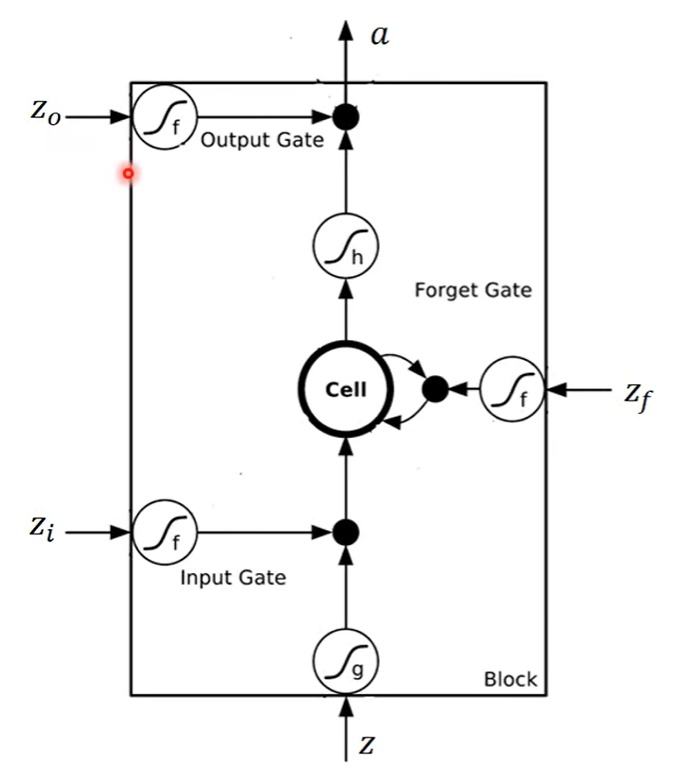 a
Z_o
f
Output Gate
h
Forget Gate
Cell
f
Z_f
Z_i
f
Input Gate
g
Block
Z